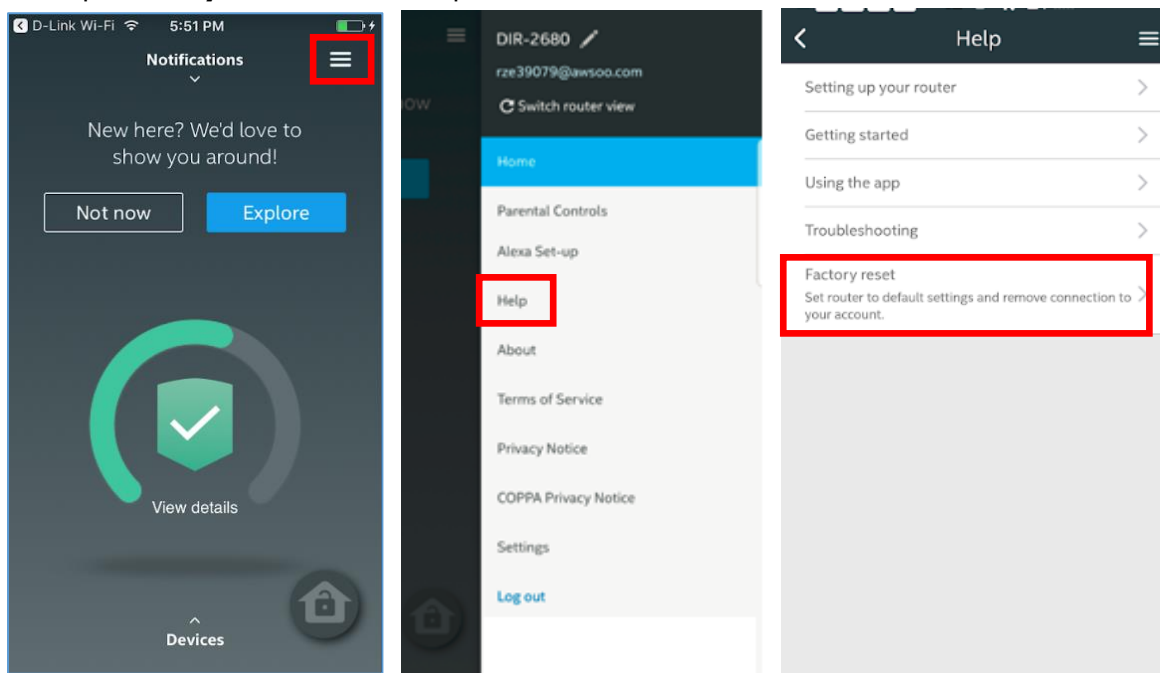 D-Link Wi-Fi 5:51 PM
Notifications
New here? We'd love to
show you around!
Not now
Explore
View details
Devices
DIR-2680
rze39079@awsoo.com
Switch router view
Home
Parental Controls
Alexa Set-up
Help
About
Terms of Service
Privacy Notice
COPPA Privacy Notice
Settings
Log out
Help
Setting up your router
Getting started
Using the app
Troubleshooting
Factory reset
Set router to default settings and remove connection to
your account.